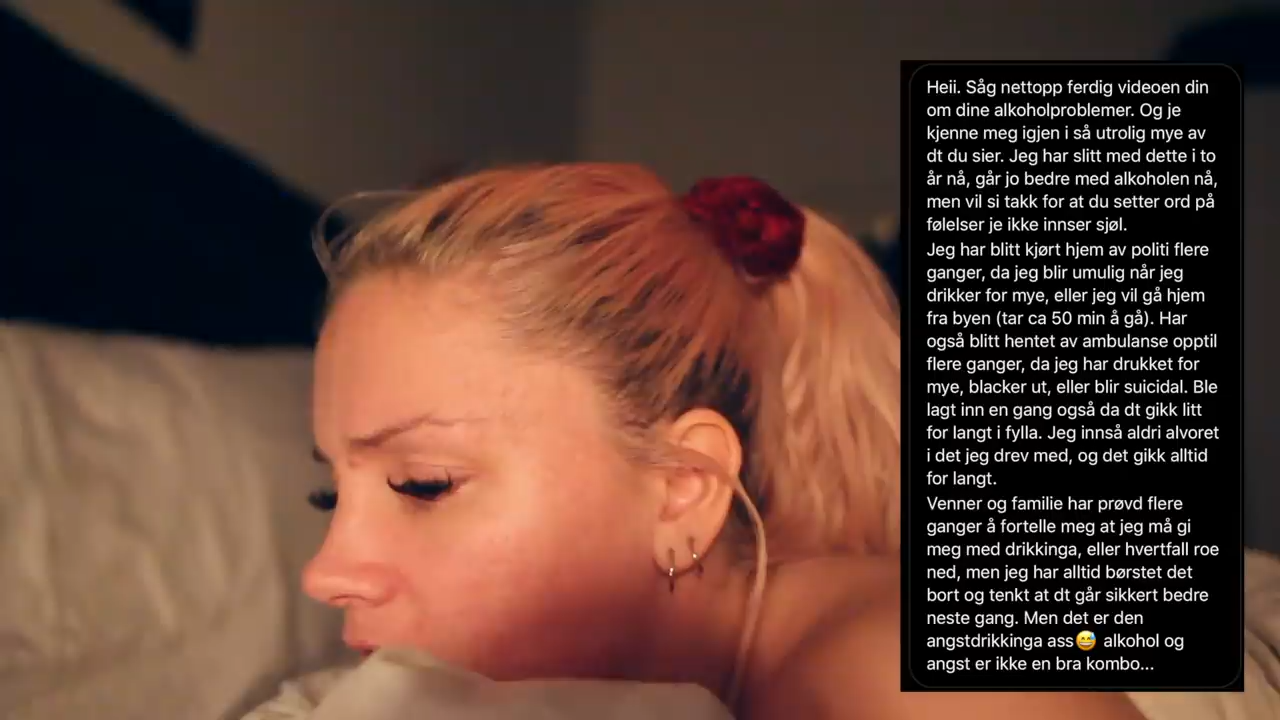 Heii. Såg nettopp ferdig videoen din
om dine alkoholproblemer. Og je
kjenne meg igjen i så utrolig mye av
dt du sier. Jeg har slitt med dette i to
år nå, går jo bedre med alkoholen nå,
men vil si takk for at du setter ord på
følelser je ikke innser sjøl.
Jeg har blitt kjørt hjem av politi flere
ganger, da jeg blir umulig når jeg
drikker for mye, eller jeg vil gå hjem
fra byen (tar ca 50 min å gå). Har
også blitt hentet av ambulanse opptil
flere ganger, da jeg har drukket for
mye, blacker ut, eller blir suicidal. Ble
lagt inn en gang også da dt gikk litt
for langt i fylla. Jeg innså aldri alvoret
i det jeg drev med, og det gikk alltid
for langt.
Venner og familie har prøvd flere
ganger å fortelle meg at jeg må gi
meg med drikkinga, eller hvertfall roe
ned, men jeg har alltid børstet det
bort og tenkt at dt går sikkert bedre
neste gang. Men det er den
angstdrikkinga ass😅 alkohol og
angst er ikke en bra kombo...